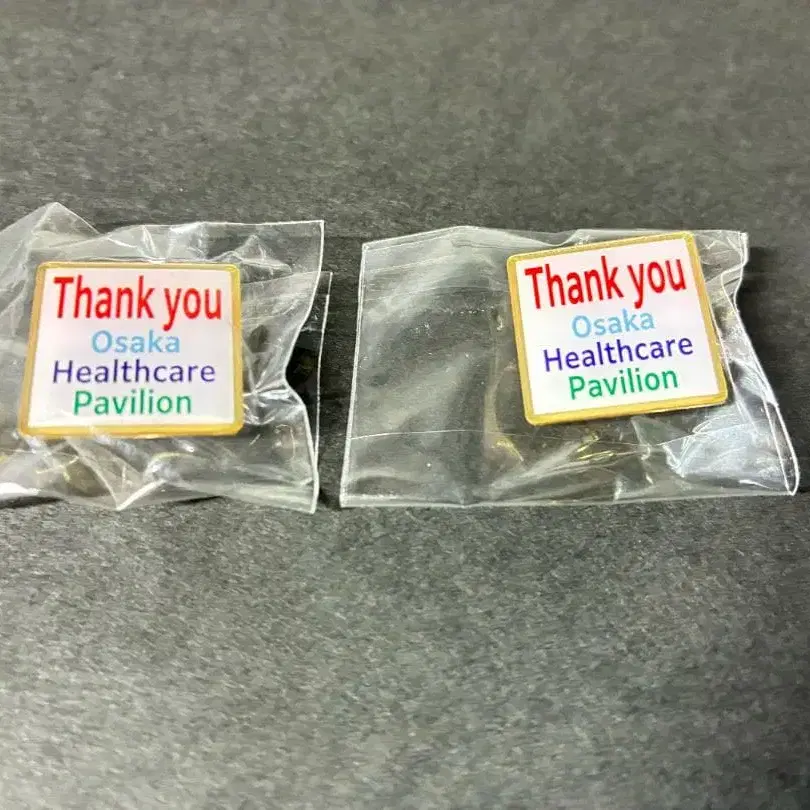 Thank you
Osaka
Healthcare
Pavilion
Thank you
Osaka
Healthcare
Pavilion